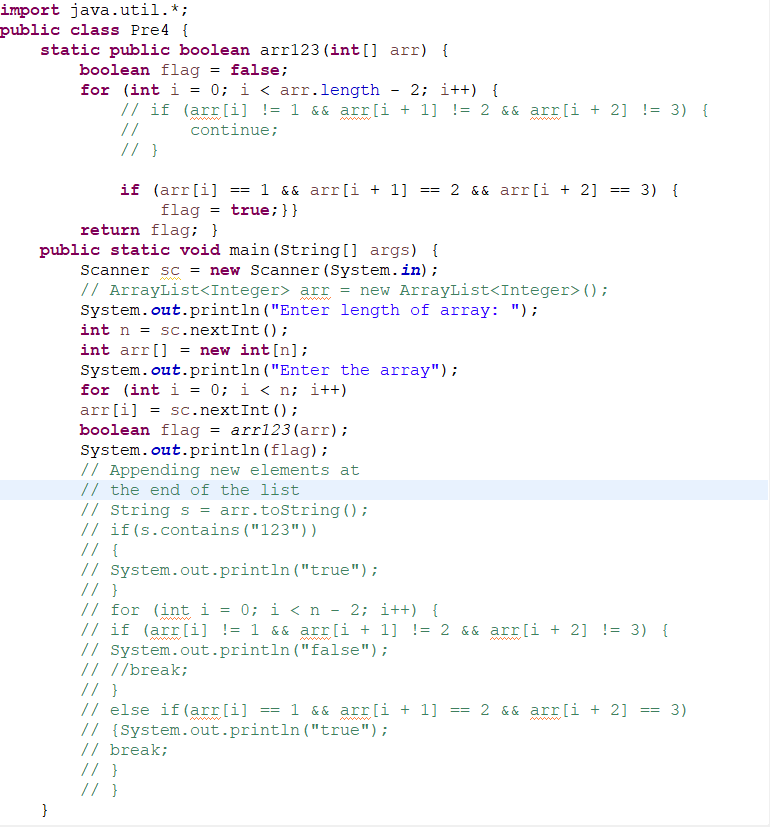 import java.util.*;
public class Pre4 {
    static public boolean arr123(int[] arr) {
        boolean flag = false;
        for (int i = 0; i < arr.length - 2; i++) {
            // if (arr[i] != 1 && arr[i + 1] != 2 && arr[i + 2] != 3) {
            //     continue;
            // }

            if (arr[i] == 1 && arr[i + 1] == 2 && arr[i + 2] == 3) {
                flag = true;}}
        return flag; }
    public static void main(String[] args) {
        Scanner sc = new Scanner(System.in);
        // ArrayList<Integer> arr = new ArrayList<Integer>();
        System.out.println("Enter length of array: ");
        int n = sc.nextInt();
        int arr[] = new int[n];
        System.out.println("Enter the array");
        for (int i = 0; i < n; i++)
        arr[i] = sc.nextInt();
        boolean flag = arr123(arr);
        System.out.println(flag);
        // Appending new elements at
        // the end of the list
        // String s = arr.toString();
        // if(s.contains("123"))
        // {
        // System.out.println("true");
        // }
        // for (int i = 0; i < n - 2; i++) {
        // if (arr[i] != 1 && arr[i + 1] != 2 && arr[i + 2] != 3) {
        // System.out.println("false");
        // //break;
        // }
        // else if(arr[i] == 1 && arr[i + 1] == 2 && arr[i + 2] == 3)
        // {System.out.println("true");
        // break;
        // }
        // }
    }